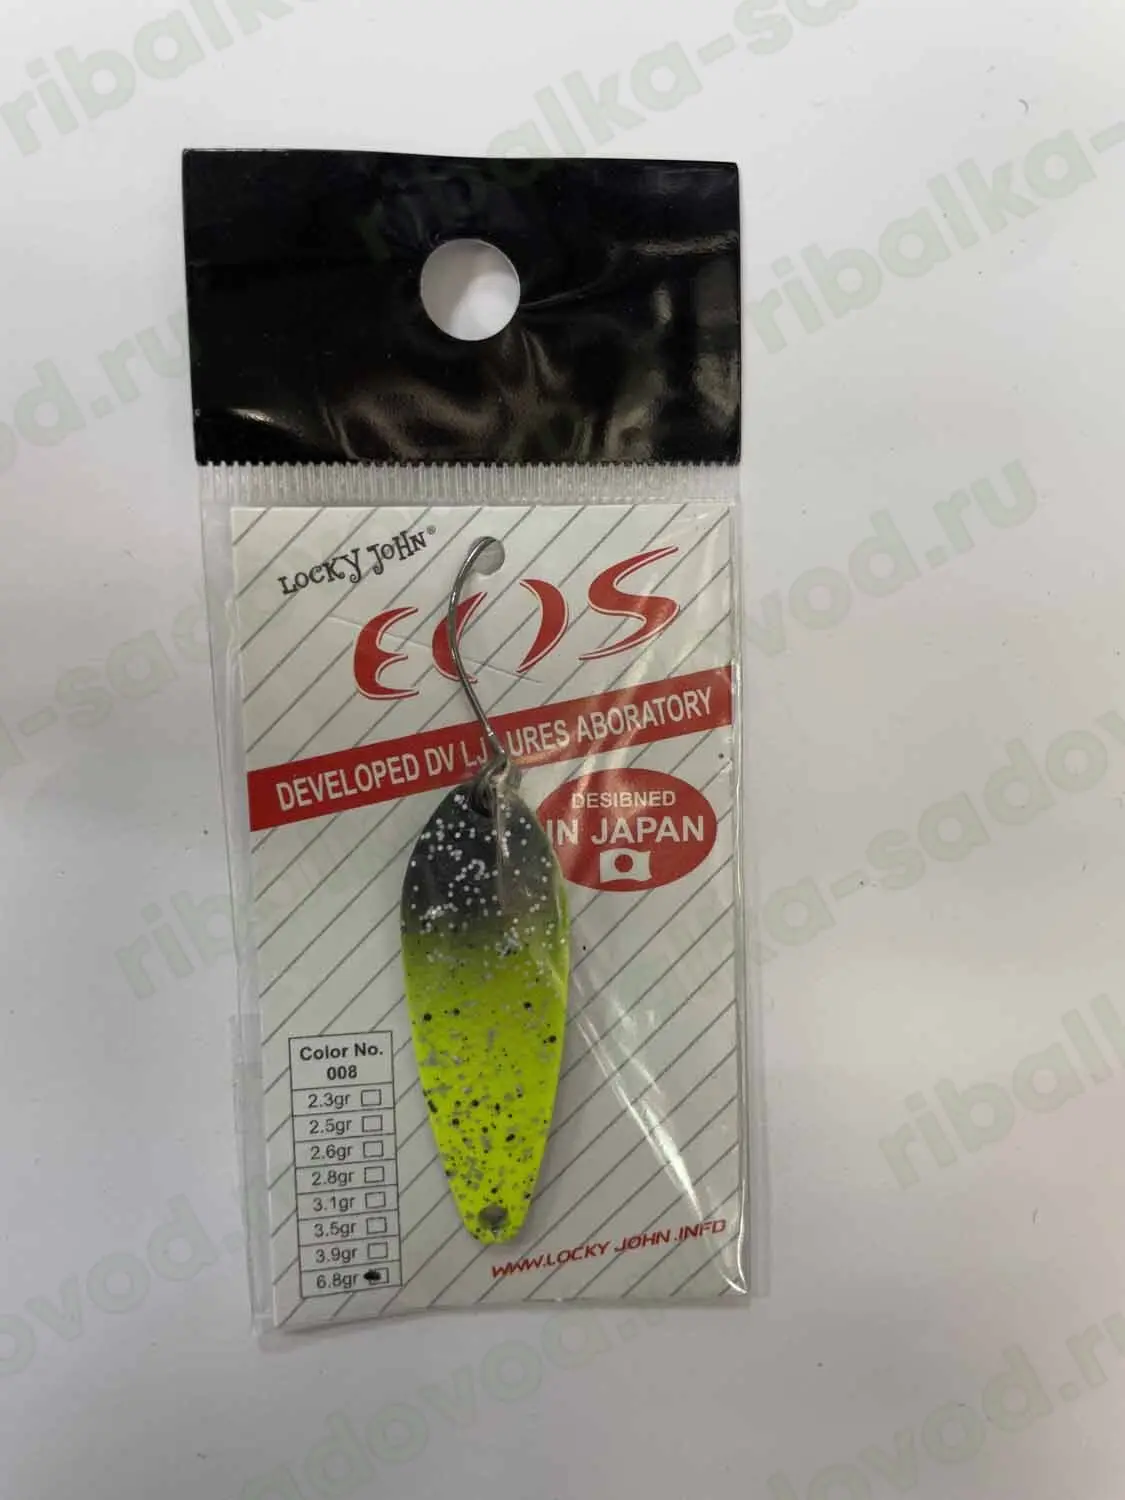 LOCKY JOHN®
EOS
DEVELOPED DV LJ URES ABORATORY
DESIBNED
IN JAPAN
Color No.
008
2.3gr
2.5gr
2.6gr
2.8gr
3.1gr
3.5gr
3.9gr
6.8gr
WWW.LOCKY JOHN.INFO
ribalka-sadovod.ru